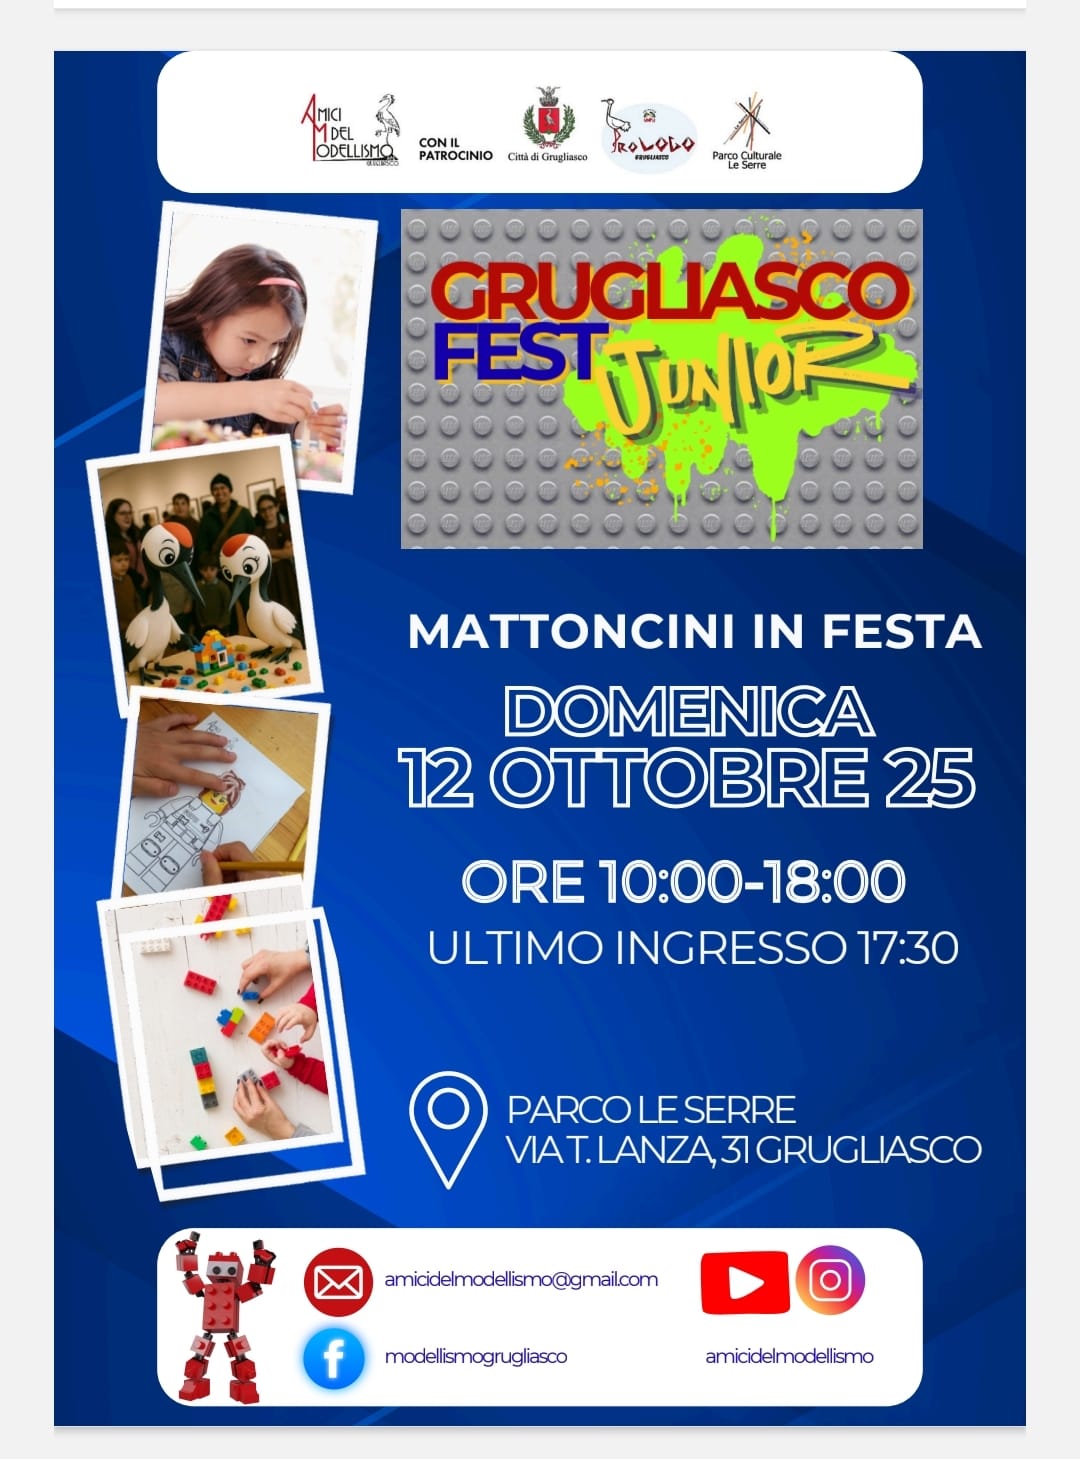 AMICI
DEL
MODELLISMO
GRUGLIASCO
CON IL
PATROCINIO
Città di Grugliasco
PROLOCO
GRUGLIASCO
Parco Culturale
Le Serre
GRUGLIASCO
FEST JUNIOR
MATTONCINI IN FESTA
DOMENICA
12 OTTOBRE 25
ORE 10:00-18:00
ULTIMO INGRESSO 17:30
PARCO LE SERRE
VIA T. LANZA, 31 GRUGLIASCO
amicidelmodellismo@gmail.com
modellismogrugliasco
amicidelmodellismo